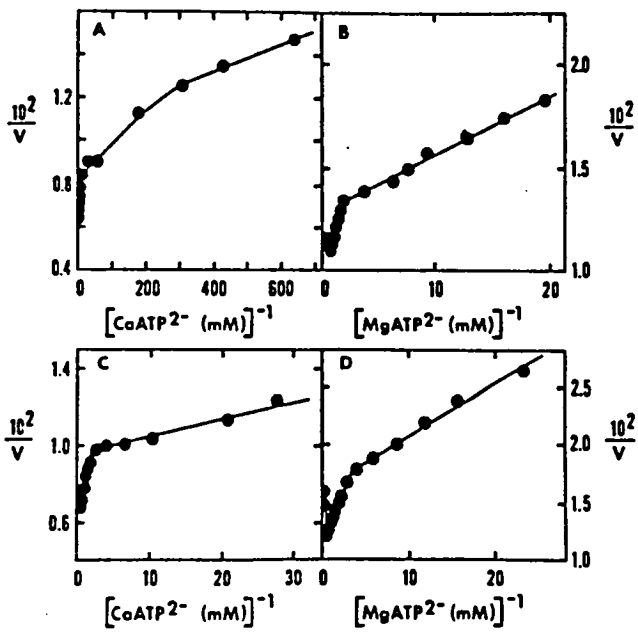 A
B
10²/V
1.2
0.8
0.4
0 200 400 600
[CaATP²⁻ (mM)]⁻¹
2.0
1.5
1.0
10²/V
0 10 20
[MgATP²⁻ (mM)]⁻¹
C
D
10²/V
1.4
1.0
0.6
0 10 20 30
[CaATP²⁻ (mM)]⁻¹
2.5
2.0
1.5
1.0
10²/V
0 10 20
[MgATP²⁻ (mM)]⁻¹